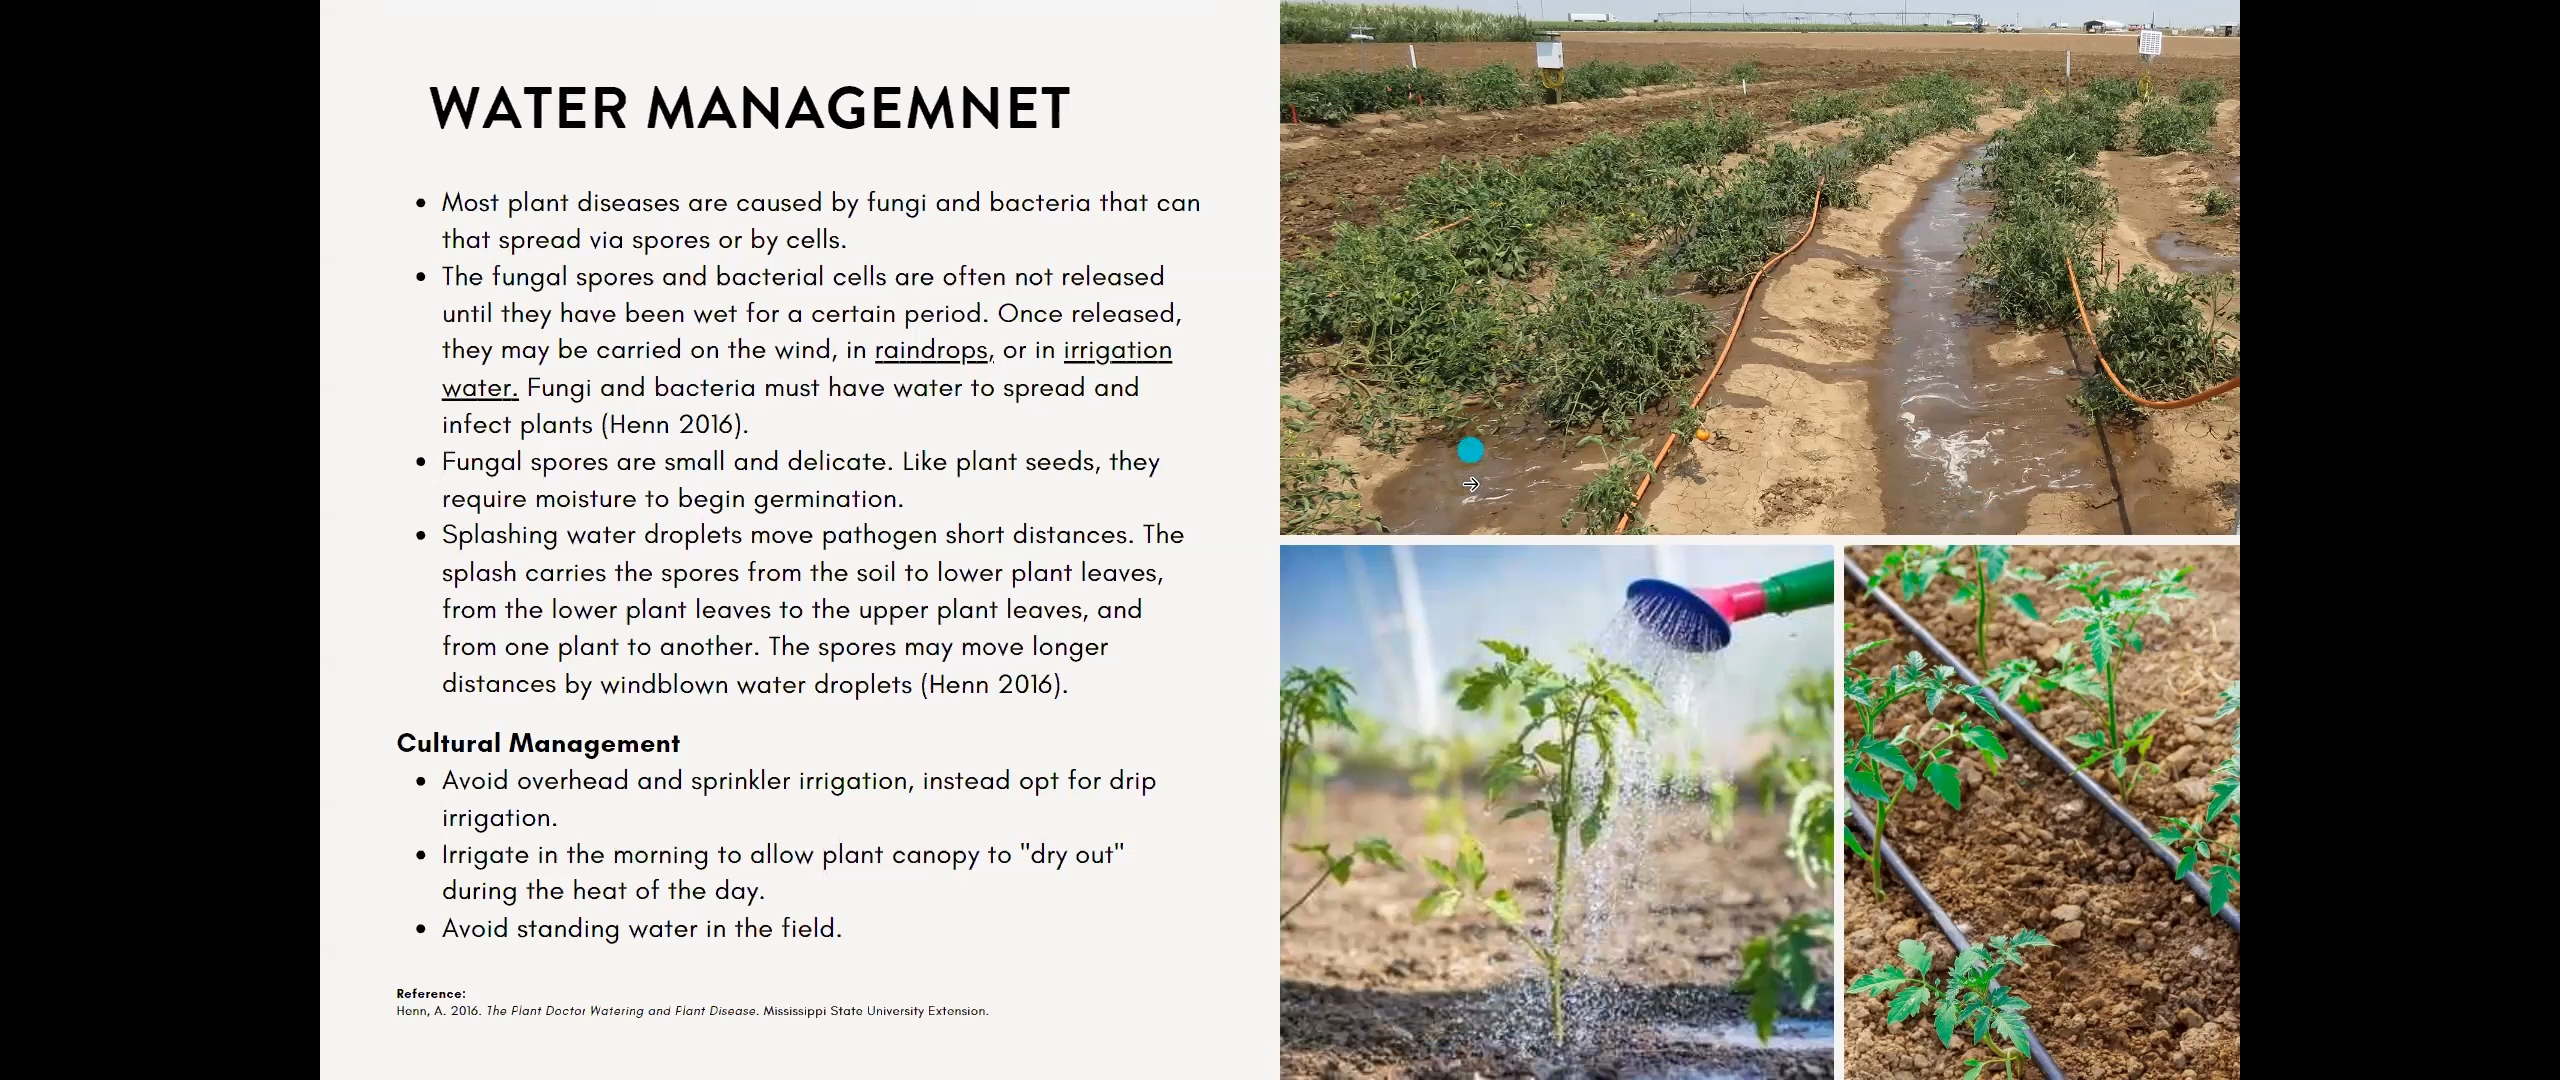 WATER MANAGEMNET
• Most plant diseases are caused by fungi and bacteria that can
that spread via spores or by cells.
• The fungal spores and bacterial cells are often not released
until they have been wet for a certain period. Once released,
they may be carried on the wind, in raindrops, or in irrigation
water. Fungi and bacteria must have water to spread and
infect plants (Henn 2016).
• Fungal spores are small and delicate. Like plant seeds, they
require moisture to begin germination.
• Splashing water droplets move pathogen short distances. The
splash carries the spores from the soil to lower plant leaves,
from the lower plant leaves to the upper plant leaves, and
from one plant to another. The spores may move longer
distances by windblown water droplets (Henn 2016).
Cultural Management
• Avoid overhead and sprinkler irrigation, instead opt for drip
irrigation.
• Irrigate in the morning to allow plant canopy to "dry out"
during the heat of the day.
• Avoid standing water in the field.
Reference:
Henn, A. 2016. The Plant Doctor Watering and Plant Disease. Mississippi State University Extension.